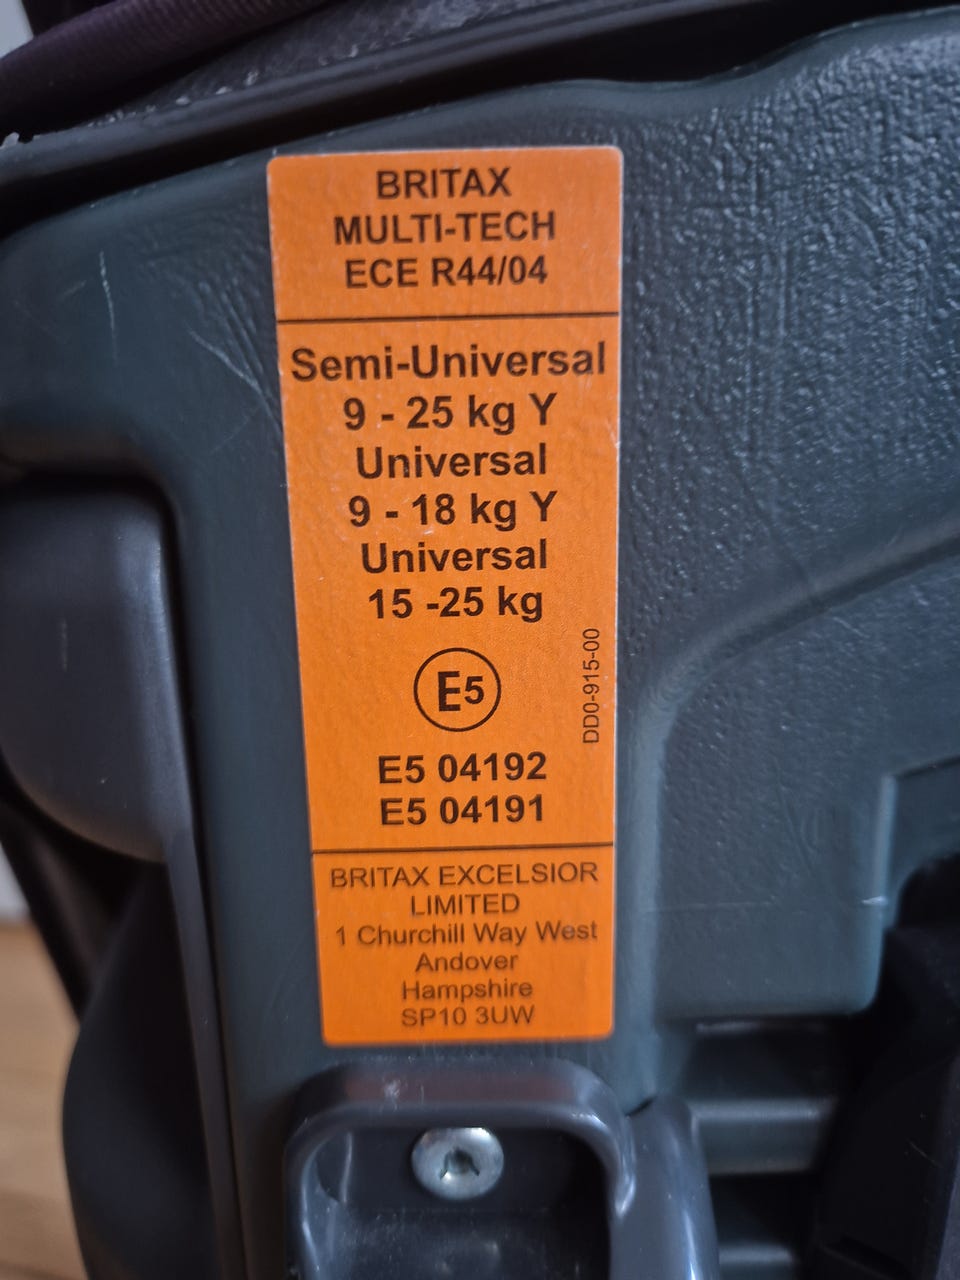 BRITAX
MULTI-TECH
ECE R44/04
Semi-Universal
9 - 25 kg Y
Universal
9 - 18 kg Y
Universal
15 -25 kg
E5
DD0-915-00
E5 04192
E5 04191
BRITAX EXCELSIOR
LIMITED
1 Churchill Way West
Andover
Hampshire
SP10 3UW